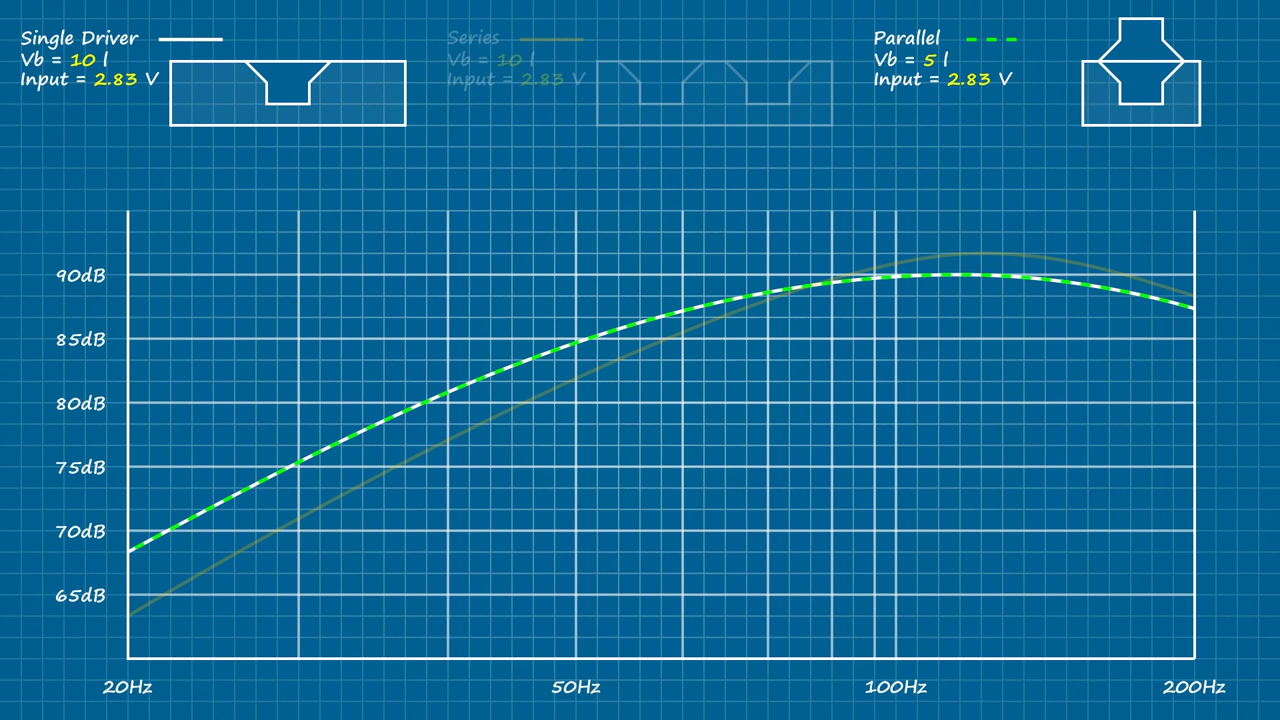 Single Driver
Vb = 10 l
Input = 2.83 V
Series
Vb = 10 l
Input = 2.83 V
Parallel
Vb = 5 l
Input = 2.83 V
90dB
85dB
80dB
75dB
70dB
65dB
20Hz
50Hz
100Hz
200Hz